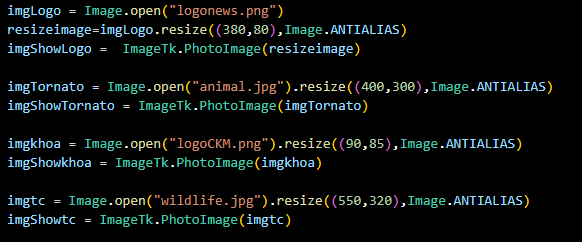 imgLogo = Image.open("logonews.png")
resizeimage=imgLogo.resize((380,80),Image.ANTIALIAS)
imgShowLogo =  ImageTk.PhotoImage(resizeimage)
imgTornato = Image.open("animal.jpg").resize((400,300),Image.ANTIALIAS)
imgShowTornato = ImageTk.PhotoImage(imgTornato)
imgkhoa = Image.open("logoCKM.png").resize((90,85),Image.ANTIALIAS)
imgShowkhoa = ImageTk.PhotoImage(imgkhoa)
imgtc = Image.open("wildlife.jpg").resize((550,320),Image.ANTIALIAS)
imgShowtc = ImageTk.PhotoImage(imgtc)